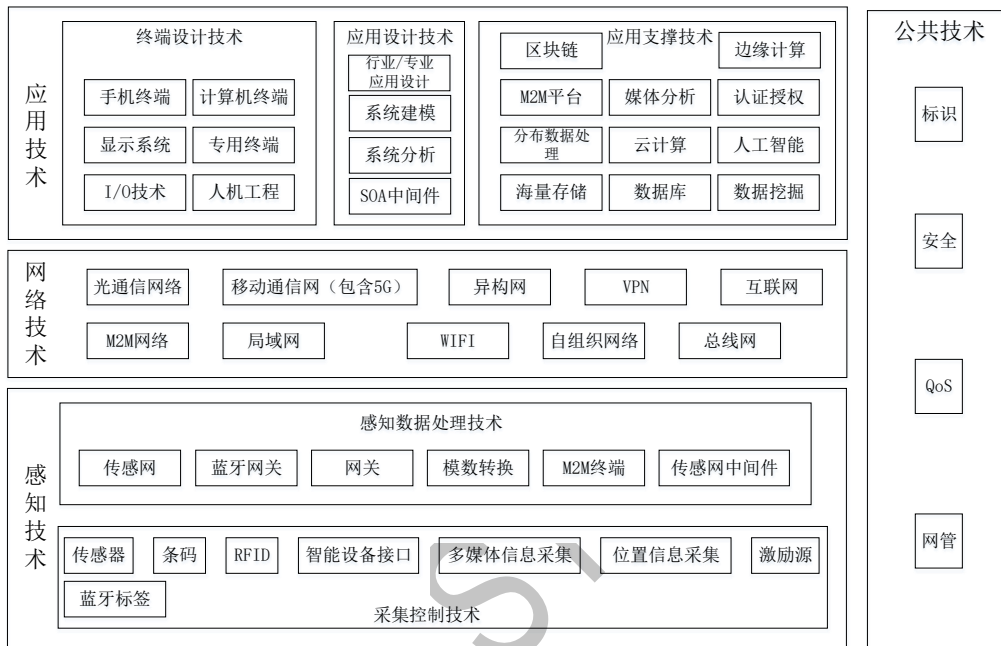 应用技术
终端设计技术
手机终端
计算机终端
显示系统
专用终端
I/O技术
人机工程
应用设计技术
行业/专业
应用设计
系统建模
系统分析
SOA中间件
应用支撑技术
区块链
边缘计算
M2M平台
媒体分析
认证授权
分布数据处
理
云计算
人工智能
海量存储
数据库
数据挖掘
网络技术
光通信网络
移动通信网（包含5G）
异构网
VPN
互联网
M2M网络
局域网
WIFI
自组织网络
总线网
感知技术
感知数据处理技术
传感网
蓝牙网关
网关
模数转换
M2M终端
传感网中间件
传感器
条码
RFID
智能设备接口
多媒体信息采集
位置信息采集
激励源
蓝牙标签
采集控制技术
公共技术
标识
安全
QoS
网管